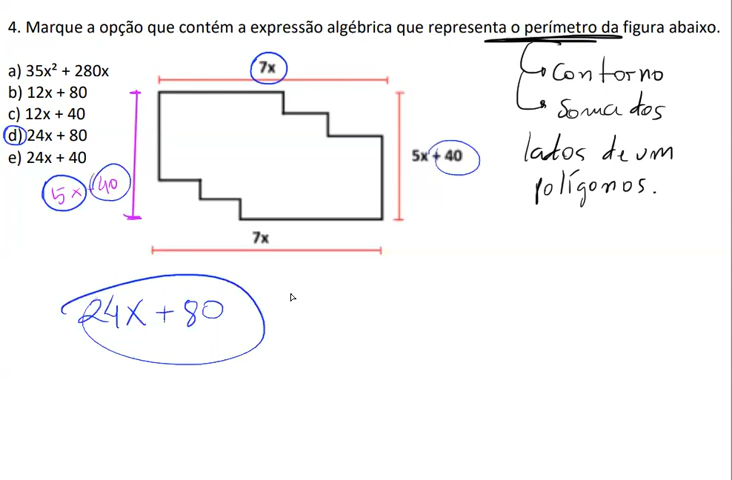 4. Marque a opção que contém a expressão algébrica que representa o perímetro da figura abaixo.
a) 35x² + 280x
b) 12x + 80
c) 12x + 40
d) 24x + 80
e) 24x + 40
7x
5x + 40
5x + 40
7x
Contorno
Soma dos
lados de um
polígonos.
24x + 80